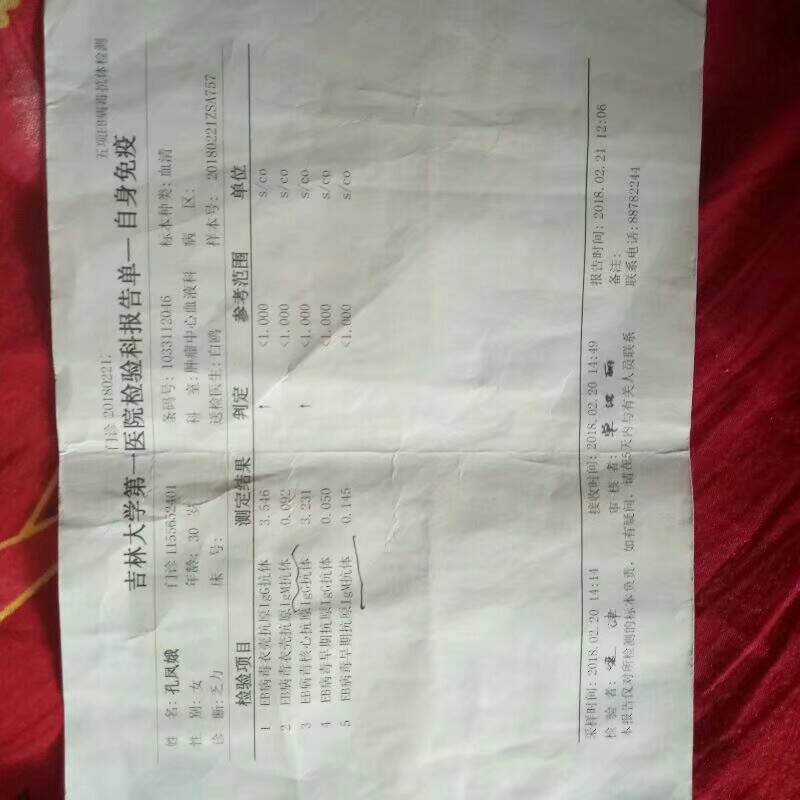 五项EB病毒抗体检测
门诊 20180221:
吉林大学第一医院检验科报告单—自身免疫
姓 名: 孔凤娥 门诊 1155652401 条码号: 1033112046 标本种类: 血清
性 别: 女 年龄: 30 岁 科 室: 肿瘤中心血液科 病 区:
诊 断: 乏力 床 号: 送检医生: 白鸥 样本号: 20180221ZSA757
检验项目 测定结果 判定 参考范围 单位
1 EB病毒衣壳抗原IgG抗体 3.546 ↑ <1.000 s/co
2 EB病毒衣壳抗原IgM抗体 0.092 <1.000 s/co
3 EB病毒核心抗原IgG抗体 3.231 ↑ <1.000 s/co
4 EB病毒早期抗原IgG抗体 0.050 <1.000 s/co
5 EB病毒早期抗原IgM抗体 0.145 <1.000 s/co
采样时间: 2018.02.20 14:14 接收时间: 2018.02.20 14:49 报告时间: 2018.02.21 12:06
检 验 者: 审 核 者: 备注:
本报告仅对所检测的标本负责，如有疑问，请在5天内与有关人员联系 联系电话:88782244